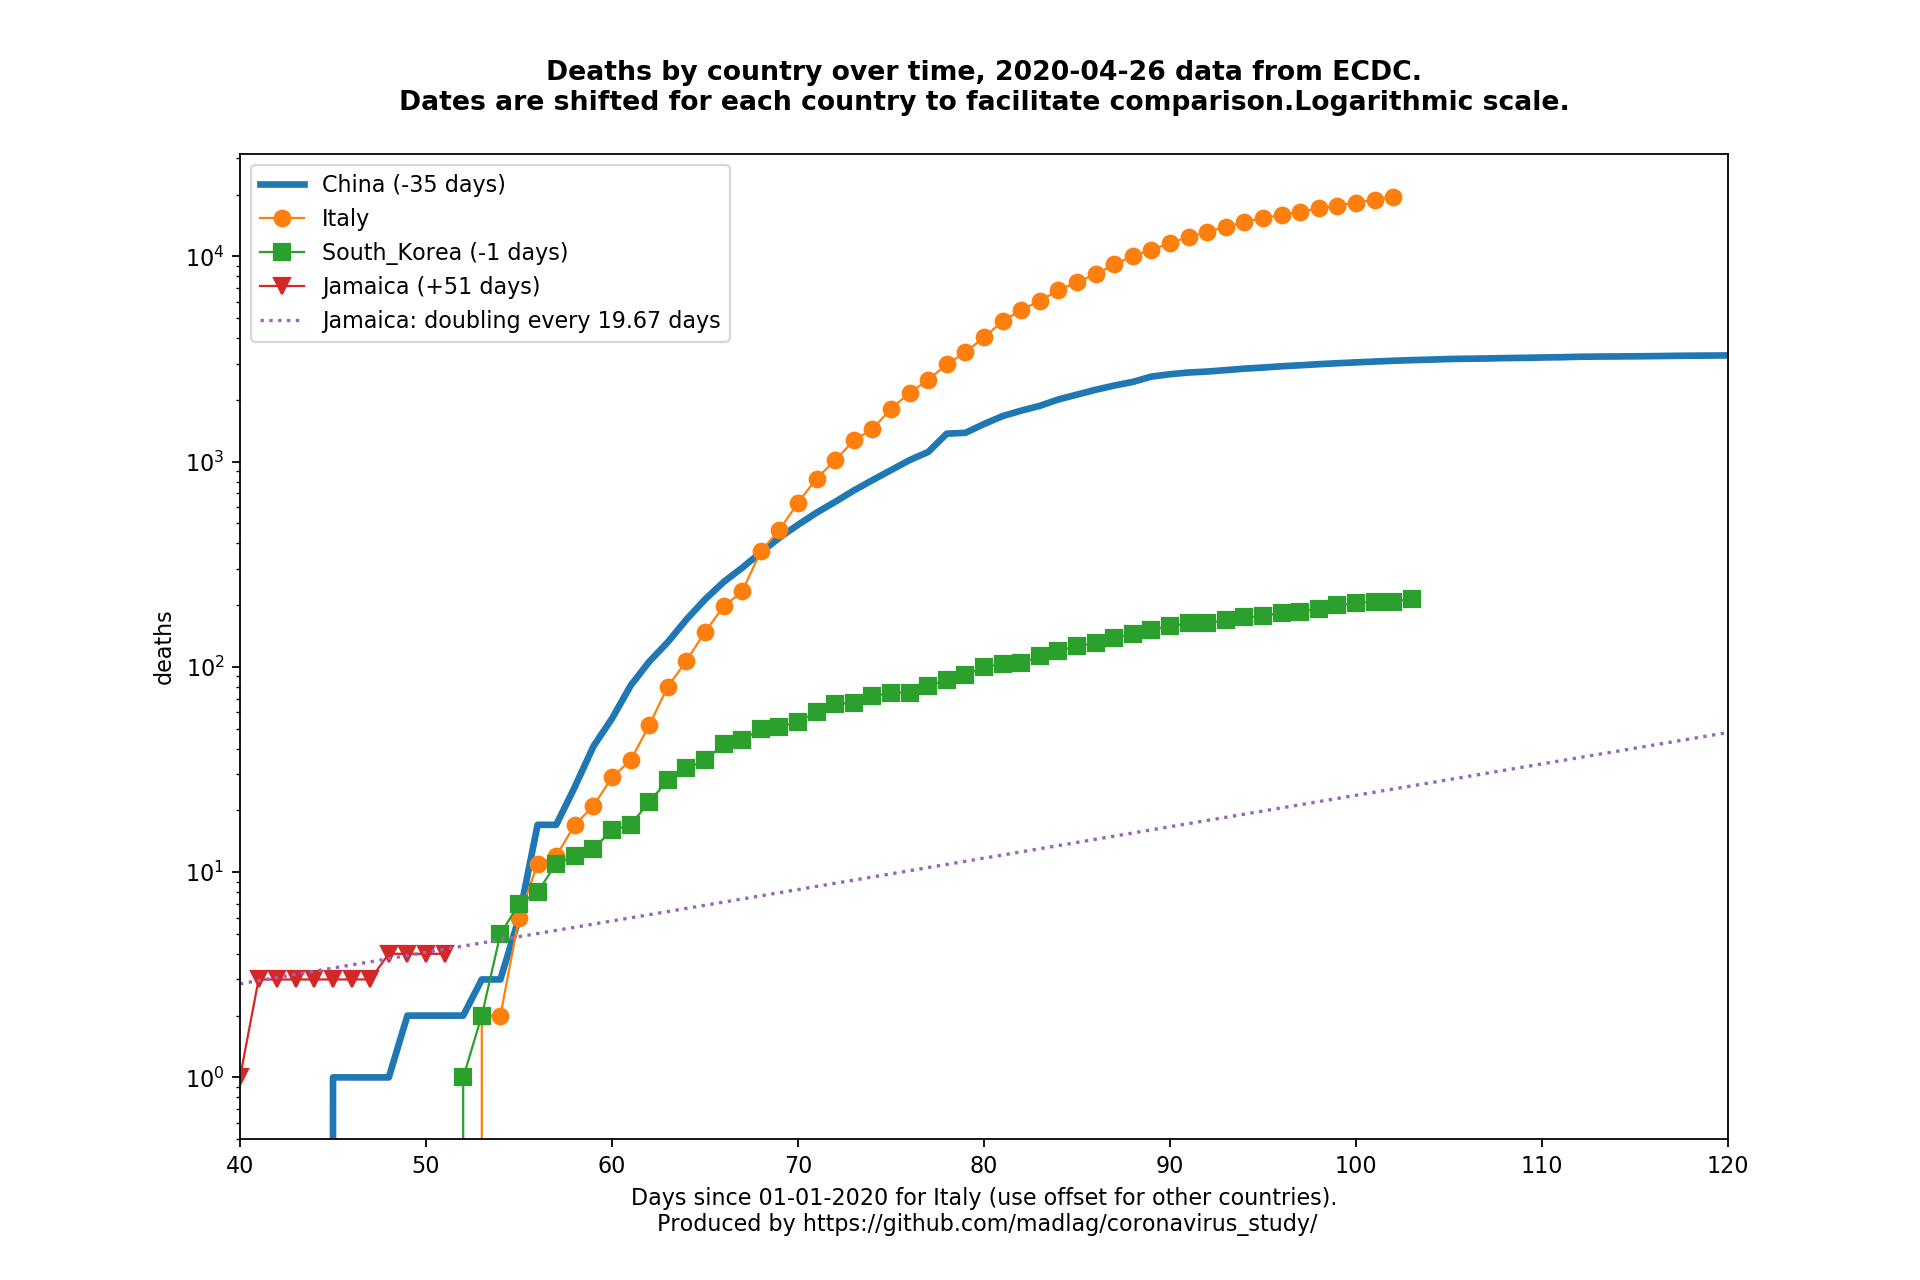 Deaths by country over time, 2020-04-26 data from ECDC.
Dates are shifted for each country to facilitate comparison.Logarithmic scale.
China (-35 days)
Italy
South_Korea (-1 days)
Jamaica (+51 days)
Jamaica: doubling every 19.67 days
10⁴
10³
10²
10¹
10⁰
deaths
40 50 60 70 80 90 100 110 120
Days since 01-01-2020 for Italy (use offset for other countries).
Produced by https://github.com/madlag/coronavirus_study/